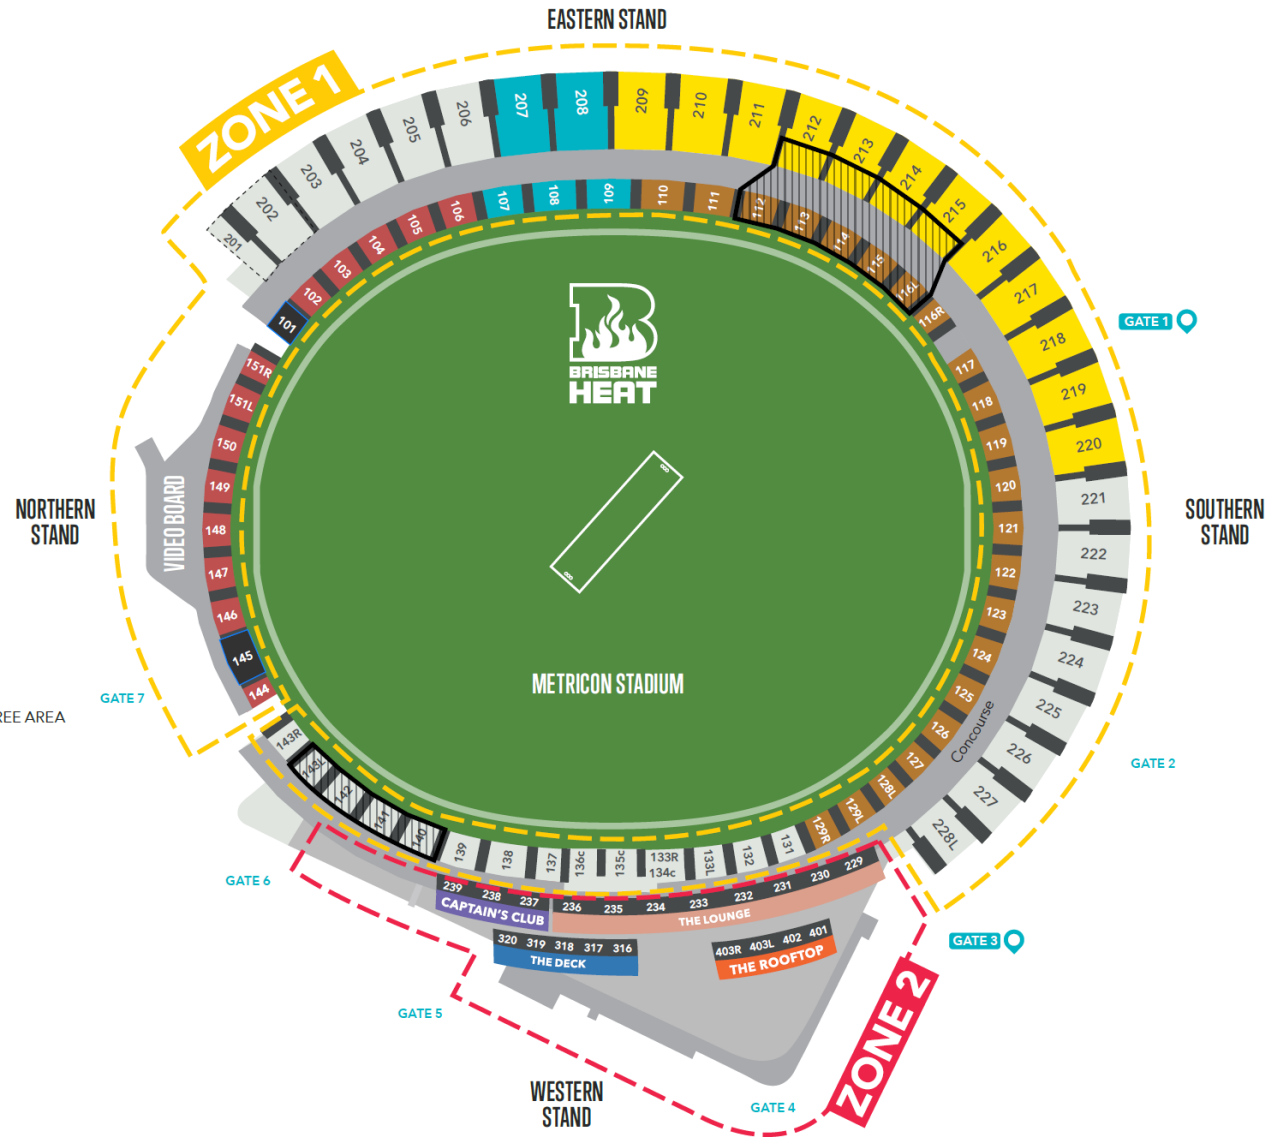 EASTERN STAND
ZONE 1
201
202
203
204
205
206
207
208
209
210
211
212
213
214
215
216
217
218
219
220
221
222
223
224
225
226
227
228L
101
102
103
104
105
106
107
108
109
110
111
112
113
114
115
116L
116R
117
118
119
120
121
122
123
124
125
126
127
128L
129L
129R
131
132
133L
133R
134c
135c
136c
137
138
139
140
141
142
143L
143R
144
145
146
147
148
149
150
151L
151R
BRISBANE
HEAT
METRICON STADIUM
Concourse
GATE 1
SOUTHERN
STAND
NORTHERN
STAND
VIDEO BOARD
GATE 7
REE AREA
GATE 2
GATE 6
239 238 237
CAPTAIN'S CLUB
236 235 234 233 232 231 230 229
THE LOUNGE
320 319 318 317 316
THE DECK
403R 403L 402 401
THE ROOFTOP
GATE 3
GATE 5
ZONE 2
WESTERN
STAND
GATE 4